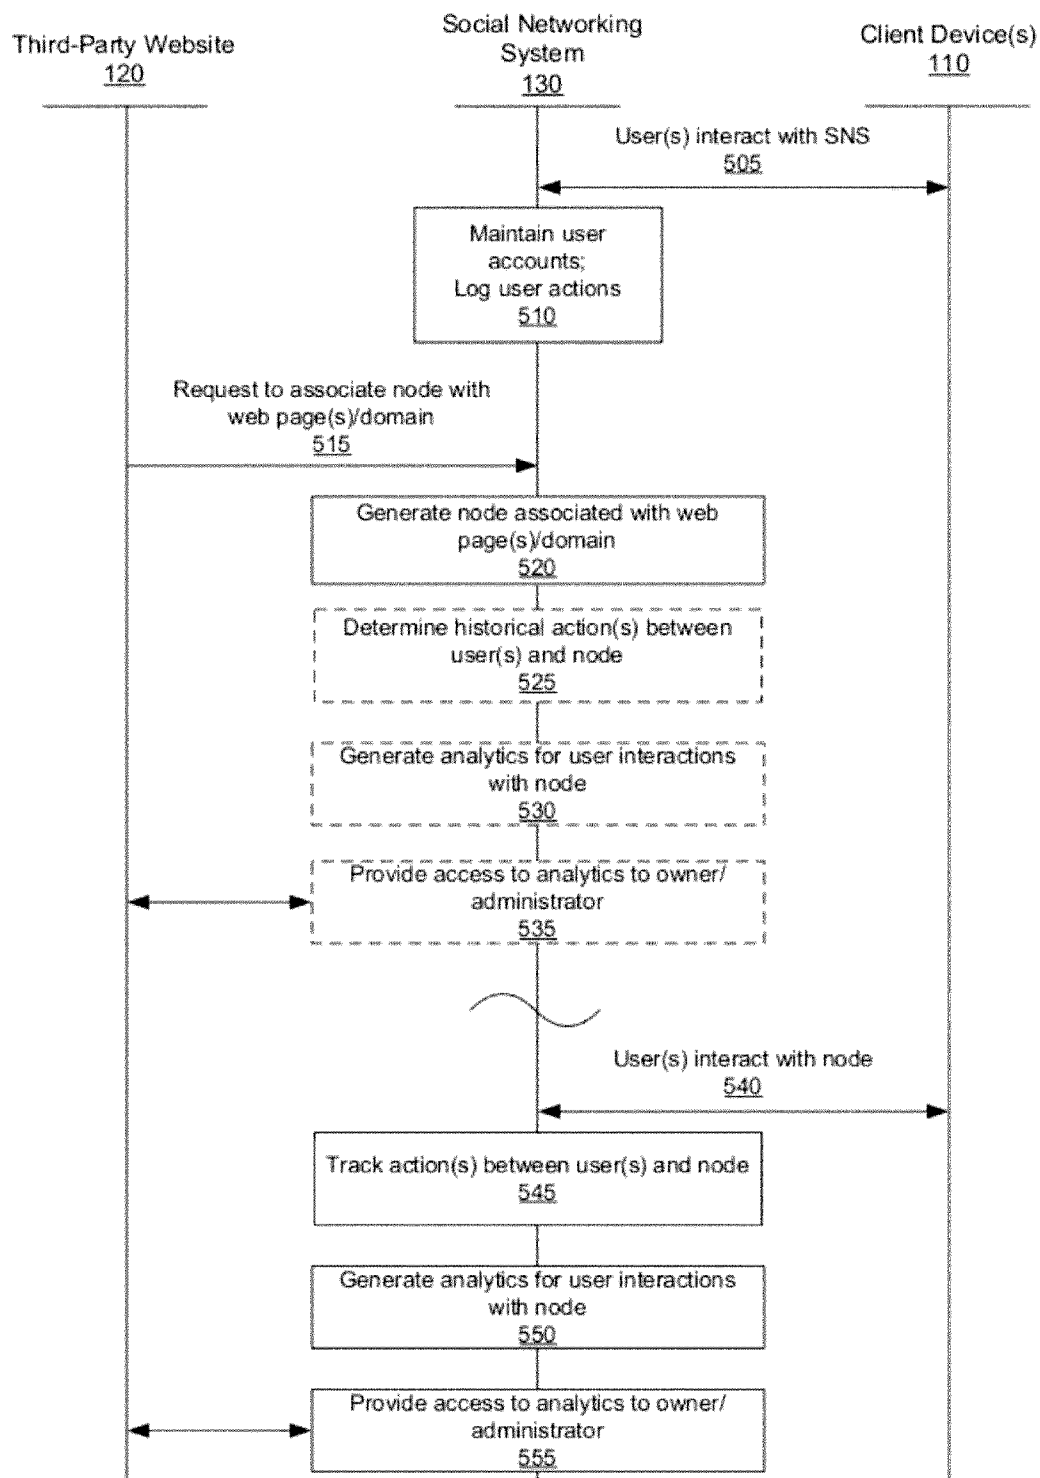 Third-Party Website
120
Social Networking
System
130
Client Device(s)
110
User(s) interact with SNS
505
Maintain user
accounts;
Log user actions
510
Request to associate node with
web page(s)/domain
515
Generate node associated with web
page(s)/domain
520
Determine historical action(s) between
user(s) and node
525
Generate analytics for user interactions
with node
530
Provide access to analytics to owner/
administrator
535
User(s) interact with node
540
Track action(s) between user(s) and node
545
Generate analytics for user interactions
with node
550
Provide access to analytics to owner/
administrator
555